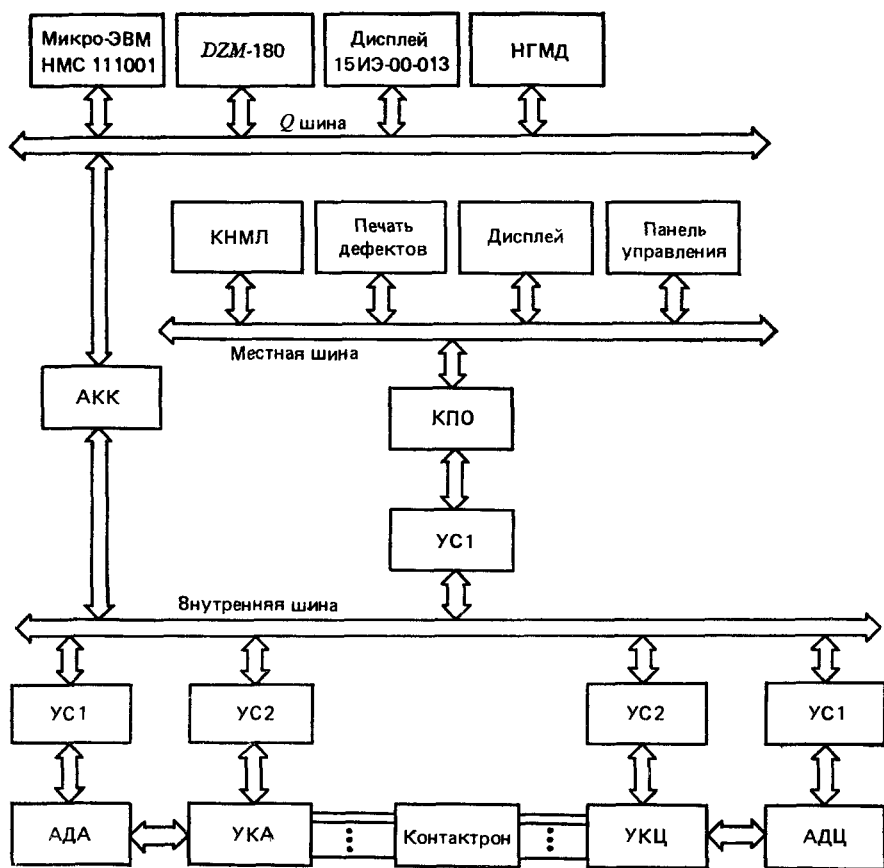 Микро-ЭВМ
НМС 111001
DZM-180
Дисплей
15ИЭ-00-013
НГМД
Q шина
КНМЛ
Печать
дефектов
Дисплей
Панель
управления
Местная шина
АКК
КПО
УС1
Внутренняя шина
УС1
УС2
УС2
УС1
АДА
УКА
Контактрон
УКЦ
АДЦ